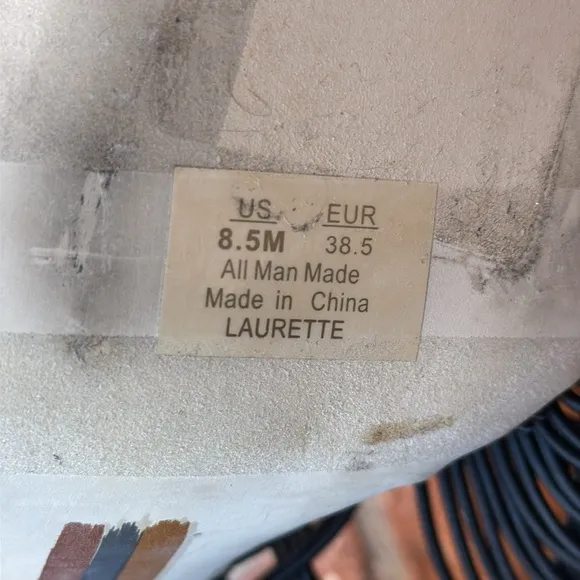 US EUR
8.5M 38.5
All Man Made
Made in China
LAURETTE